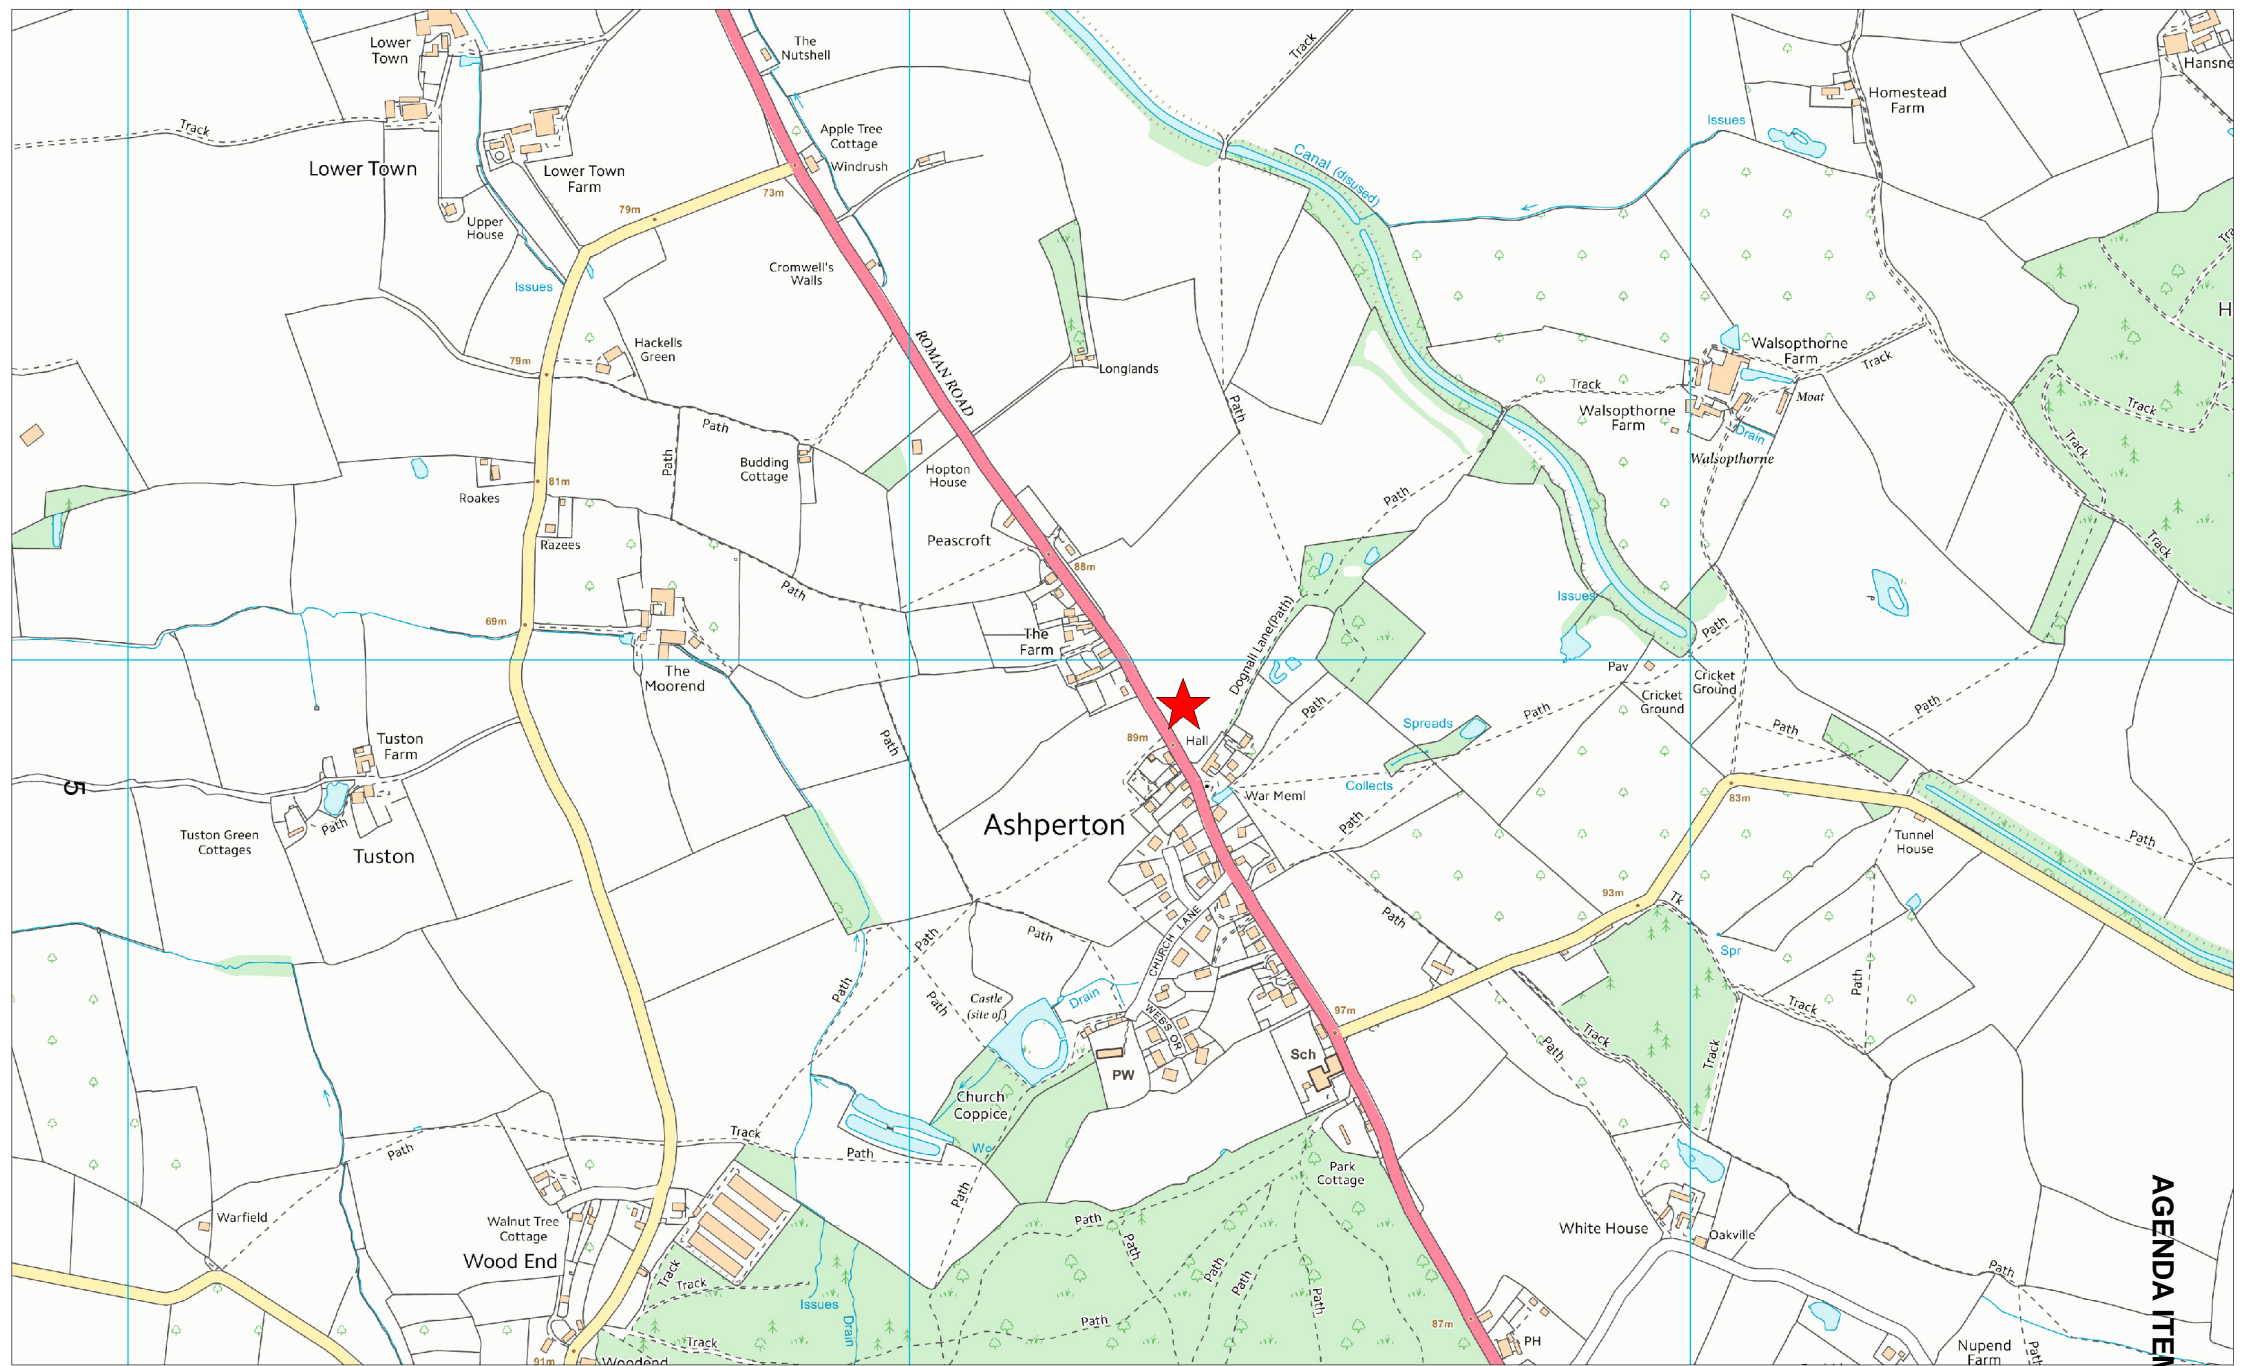 Lower
Town
The
Nutshell
Track
Homestead
Farm
Track
Apple Tree
Cottage
Windrush
Issues
Canal (disused)
Lower Town
Lower Town
Farm
73m
79m
Upper
House
Cromwell's
Walls
Issues
ROMAN ROAD
Hackells
Green
79m
Longlands
Walsopthorne
Farm
Track
Track
Moat
Walsopthorne
Farm
Drain
Walsopthorne
Track
Track
Path
Path
Path
Budding
Cottage
Hopton
House
Roakes
81m
Razees
Path
Peascroft
88m
Path
Issues
Track
69m
The
Moorend
The
Farm
Dognall Lane(Path)
Path
Pav
Cricket
Ground
Cricket
Ground
Path
Path
Spreads
Path
Path
Path
89m
Hall
Tuston
Farm
Collects
War Meml
83m
5
Path
Tuston Green
Cottages
Tuston
Ashperton
Path
Tunnel
House
Path
93m
Tk
Path
CHURCH LANE
Path
Path
Spr
Path
Path
Path
Castle
(site of)
Drain
WEBS OR
97m
Track
Path
Track
Path
Track
Sch
PW
Church
Coppice
Wo
Track
Path
Path
Path
Park
Cottage
Path
Path
Path
Path
Path
Path
Warfield
Walnut Tree
Cottage
Wood End
Track
Track
Issues
Drain
Track
White House
Oakville
Path
87m
PH
91m
Woodend
Nupend
Farm
Path
AGENDA ITEM
Hansne
H